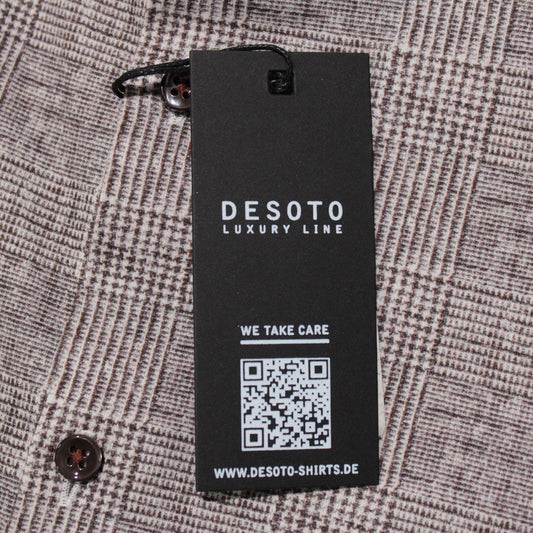 DESOTO
LUXURY LINE
WE TAKE CARE
WWW.DESOTO-SHIRTS.DE